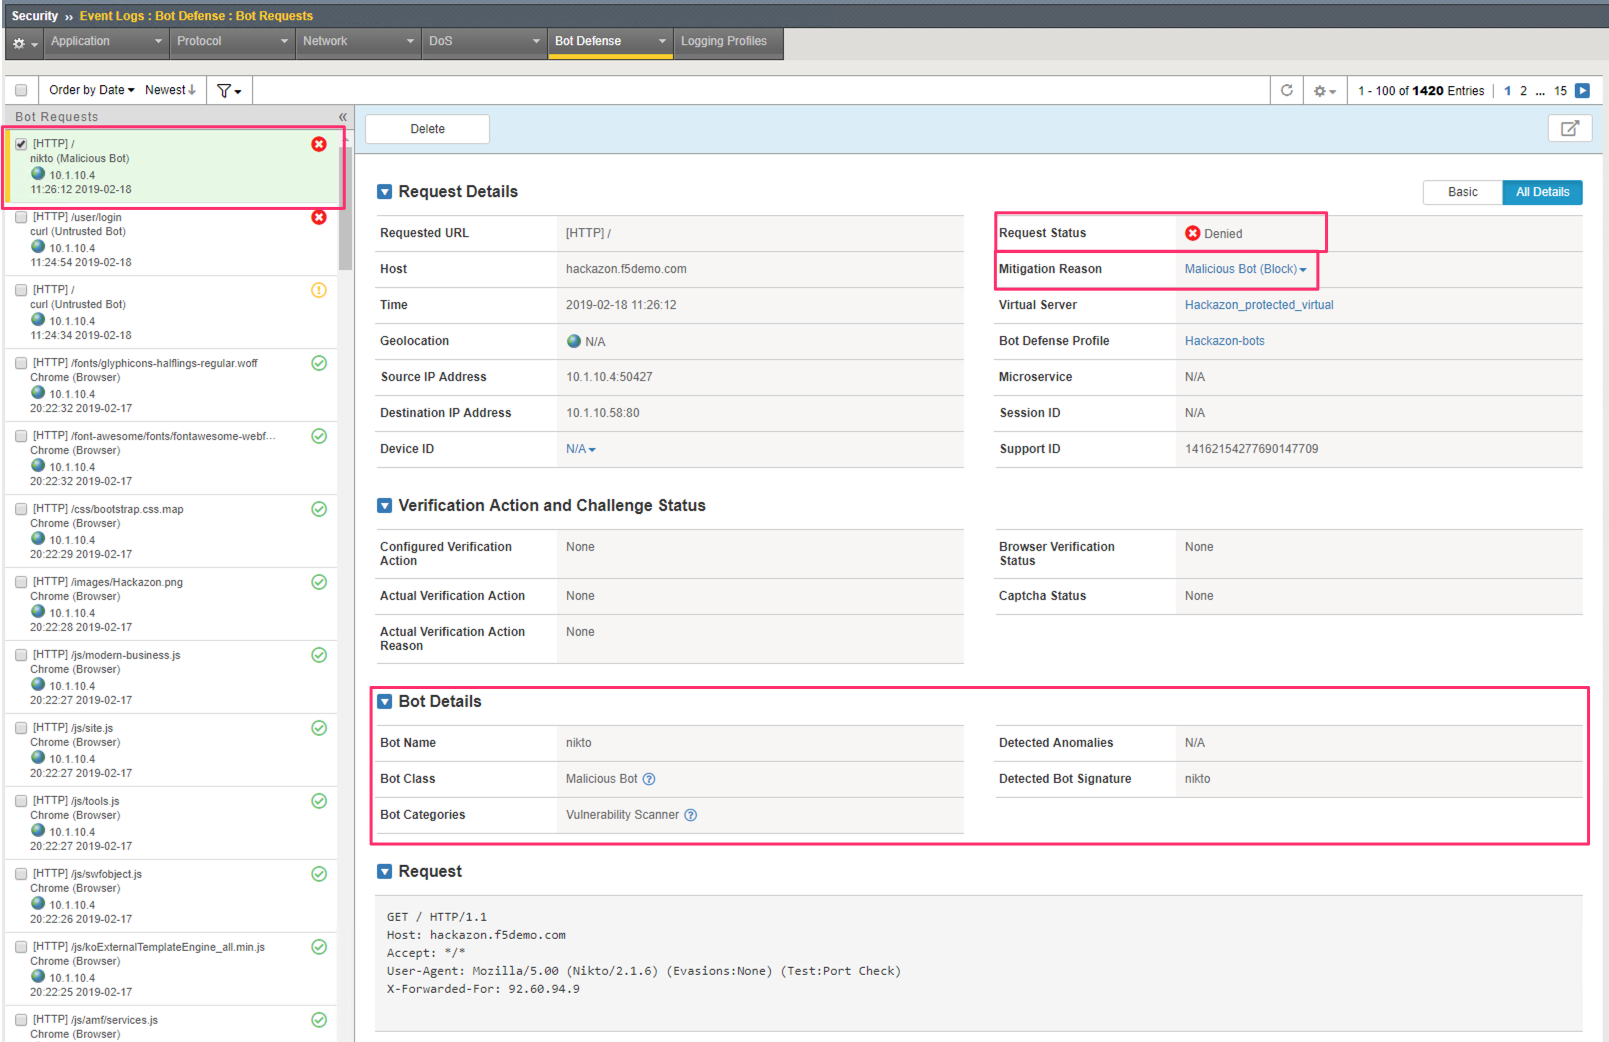 Security ›› Event Logs : Bot Defense : Bot Requests
Application Protocol Network DoS Bot Defense Logging Profiles
Order by Date Newest 1 - 100 of 1420 Entries 1 2 ... 15
Bot Requests
[HTTP] /
nikto (Malicious Bot)
10.1.10.4
11:26:12 2019-02-18
[HTTP] /user/login
curl (Untrusted Bot)
10.1.10.4
11:24:54 2019-02-18
[HTTP] /
curl (Untrusted Bot)
10.1.10.4
11:24:34 2019-02-18
[HTTP] /fonts/glyphicons-halflings-regular.woff
Chrome (Browser)
10.1.10.4
20:22:32 2019-02-17
[HTTP] /font-awesome/fonts/fontawesome-webf...
Chrome (Browser)
10.1.10.4
20:22:32 2019-02-17
[HTTP] /css/bootstrap.css.map
Chrome (Browser)
10.1.10.4
20:22:29 2019-02-17
[HTTP] /images/Hackazon.png
Chrome (Browser)
10.1.10.4
20:22:28 2019-02-17
[HTTP] /js/modern-business.js
Chrome (Browser)
10.1.10.4
20:22:27 2019-02-17
[HTTP] /js/site.js
Chrome (Browser)
10.1.10.4
20:22:27 2019-02-17
[HTTP] /js/tools.js
Chrome (Browser)
10.1.10.4
20:22:27 2019-02-17
[HTTP] /js/swfobject.js
Chrome (Browser)
10.1.10.4
20:22:26 2019-02-17
[HTTP] /js/koExternalTemplateEngine_all.min.js
Chrome (Browser)
10.1.10.4
20:22:25 2019-02-17
[HTTP] /js/amf/services.js
Chrome (Browser)
Delete
Request Details
Basic All Details
Requested URL [HTTP] /
Host hackazon.f5demo.com
Time 2019-02-18 11:26:12
Geolocation N/A
Source IP Address 10.1.10.4:50427
Destination IP Address 10.1.10.58:80
Device ID N/A
Request Status Denied
Mitigation Reason Malicious Bot (Block)
Virtual Server Hackazon_protected_virtual
Bot Defense Profile Hackazon-bots
Microservice N/A
Session ID N/A
Support ID 14162154277690147709
Verification Action and Challenge Status
Configured Verification None
Action
Actual Verification Action None
Actual Verification Action None
Reason
Browser Verification None
Status
Captcha Status None
Bot Details
Bot Name nikto
Bot Class Malicious Bot ?
Bot Categories Vulnerability Scanner ?
Detected Anomalies N/A
Detected Bot Signature nikto
Request
GET / HTTP/1.1
Host: hackazon.f5demo.com
Accept: */*
User-Agent: Mozilla/5.00 (Nikto/2.1.6) (Evasions:None) (Test:Port Check)
X-Forwarded-For: 92.60.94.9